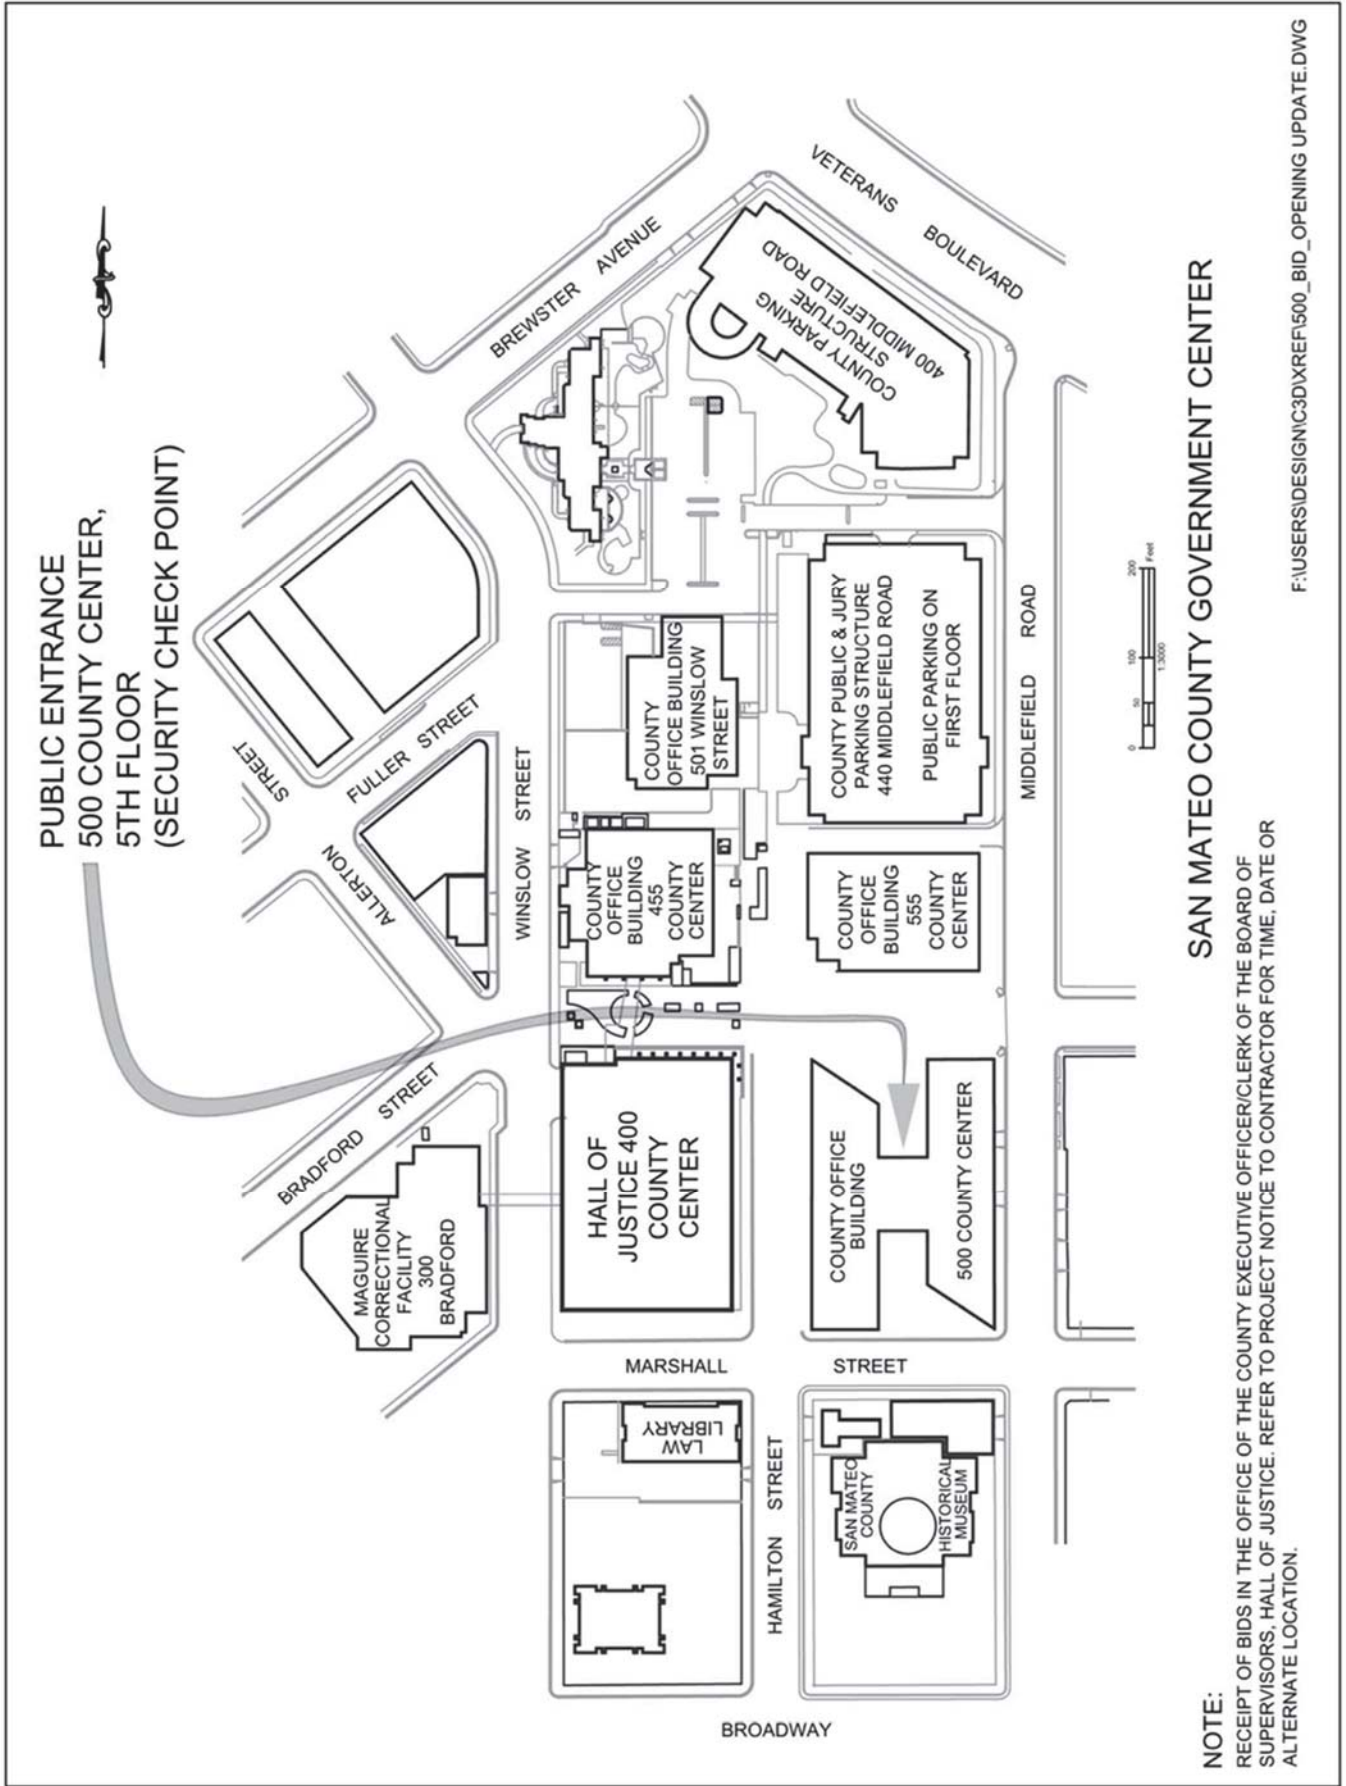 PUBLIC ENTRANCE
500 COUNTY CENTER,
5TH FLOOR
(SECURITY CHECK POINT)
BRADFORD STREET
MAGUIRE
CORRECTIONAL
FACILITY
300
BRADFORD
ALLERTON
STREET
FULLER STREET
WINSLOW STREET
BREWSTER AVENUE
VETERANS BOULEVARD
HALL OF
JUSTICE 400
COUNTY
CENTER
COUNTY
OFFICE
BUILDING
455
COUNTY
CENTER
COUNTY
OFFICE BUILDING
501 WINSLOW
STREET
COUNTY PARKING
STRUCTURE
400 MIDDLEFIELD ROAD
COUNTY PUBLIC & JURY
PARKING STRUCTURE
440 MIDDLEFIELD ROAD
PUBLIC PARKING ON
FIRST FLOOR
COUNTY
OFFICE
BUILDING
555
COUNTY
CENTER
COUNTY OFFICE
BUILDING
500 COUNTY CENTER
MARSHALL STREET
LAW
LIBRARY
HAMILTON STREET
SAN MATEO
COUNTY
HISTORICAL
MUSEUM
BROADWAY
MIDDLEFIELD ROAD
0 50 100 200
Feet
1:3000
SAN MATEO COUNTY GOVERNMENT CENTER
NOTE:
RECEIPT OF BIDS IN THE OFFICE OF THE COUNTY EXECUTIVE OFFICER/CLERK OF THE BOARD OF
SUPERVISORS, HALL OF JUSTICE. REFER TO PROJECT NOTICE TO CONTRACTOR FOR TIME, DATE OR
ALTERNATE LOCATION.
F:\USERS\DESIGN\C3D\XREF\500_BID_OPENING UPDATE.DWG